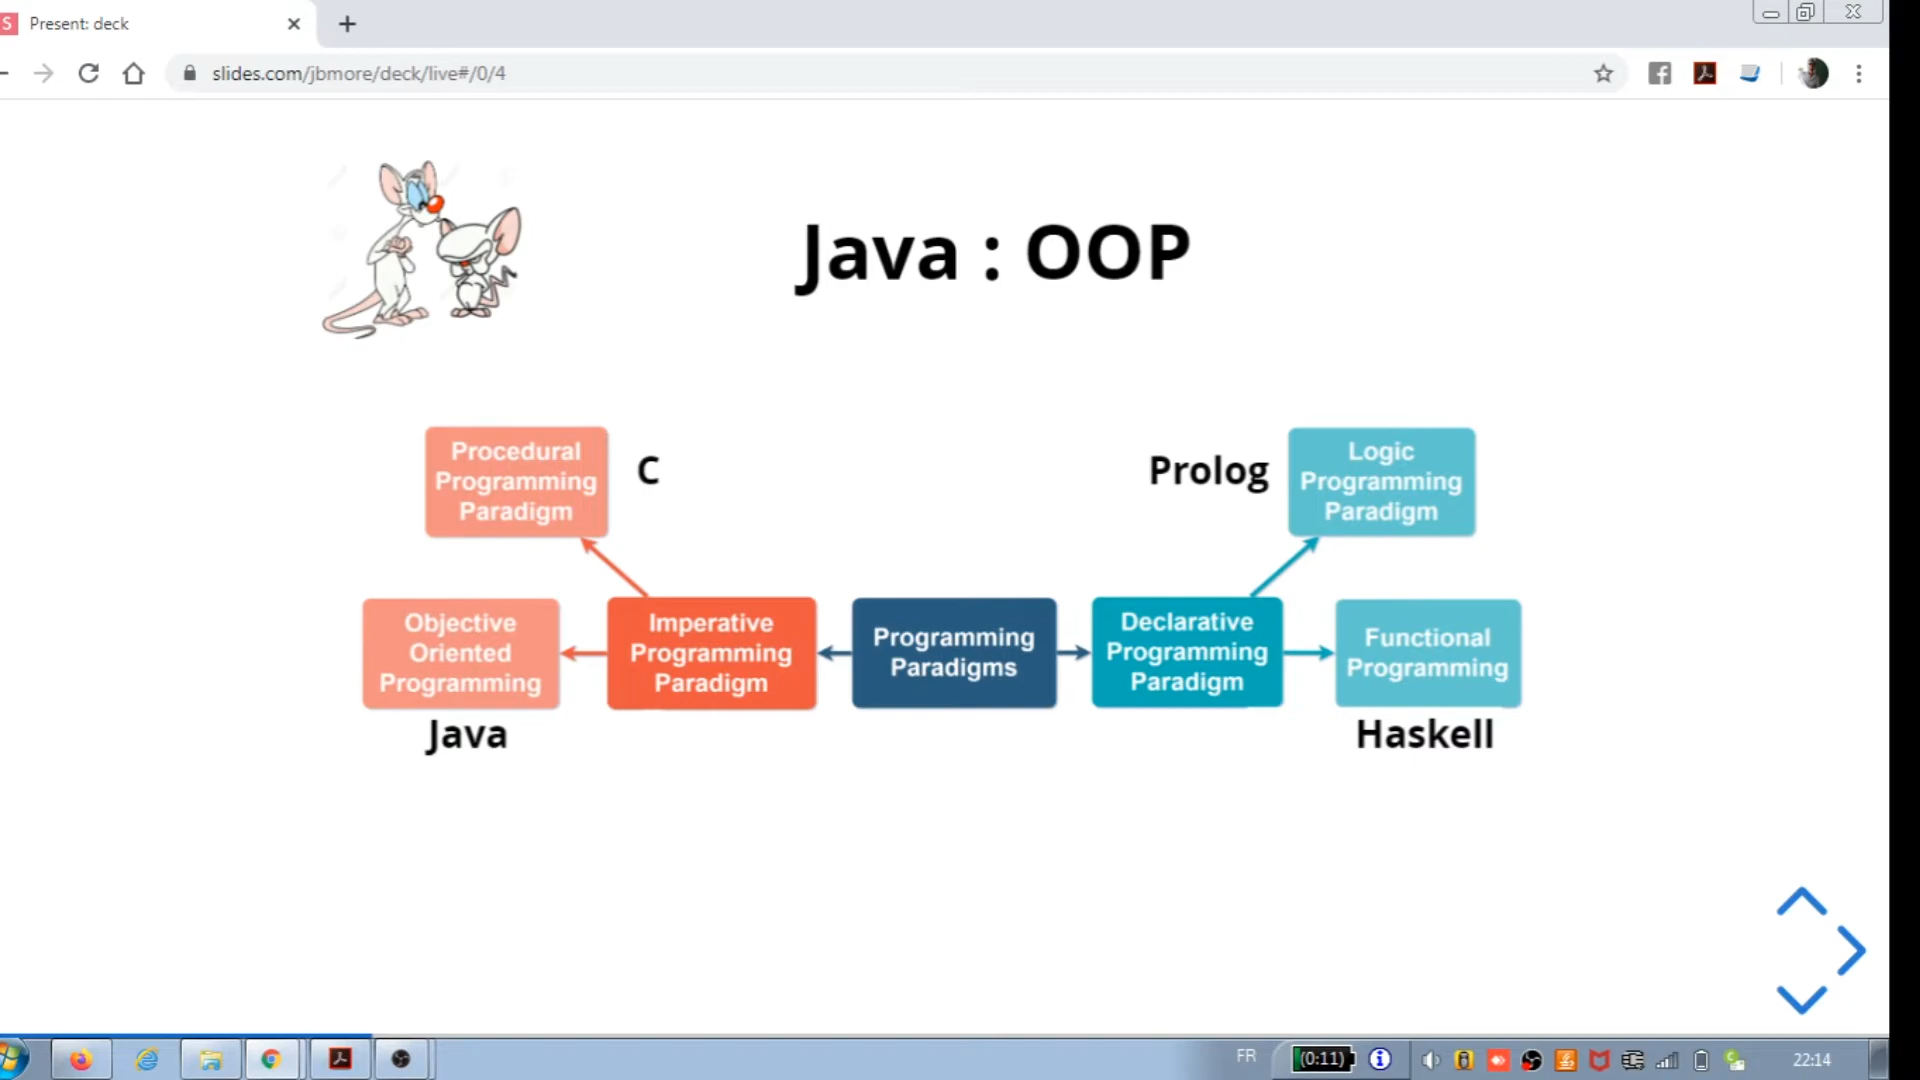 S Present: deck
slides.com/jbmore/deck/live#/0/4
Java : OOP
Procedural
Programming
Paradigm
C
Prolog
Logic
Programming
Paradigm
Objective
Oriented
Programming
Imperative
Programming
Paradigm
Programming
Paradigms
Declarative
Programming
Paradigm
Functional
Programming
Java
Haskell
FR
(0:11)
22:14